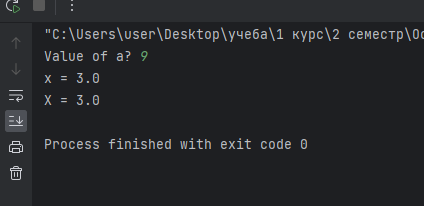 "C:\Users\user\Desktop\учеба\1 курс\2 семестр\Ос
Value of a? 9
x = 3.0
X = 3.0
Process finished with exit code 0